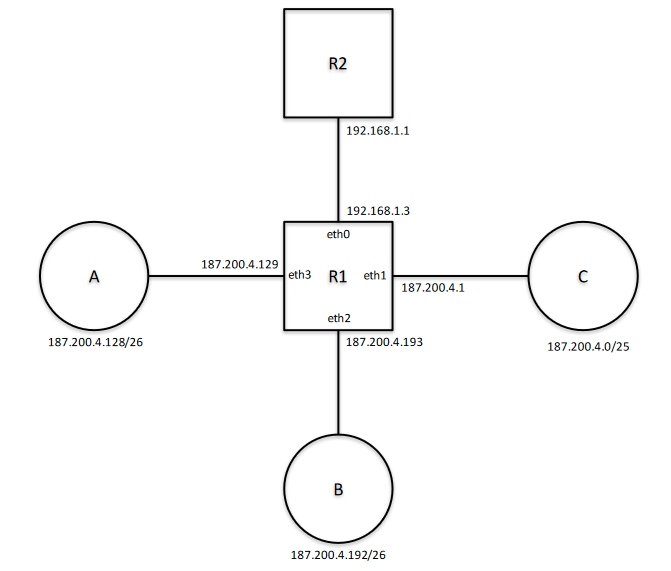 R2
192.168.1.1
192.168.1.3
eth0
187.200.4.129
A
eth3
R1
eth1
C
187.200.4.1
eth2
187.200.4.128/26
187.200.4.193
187.200.4.0/25
B
187.200.4.192/26